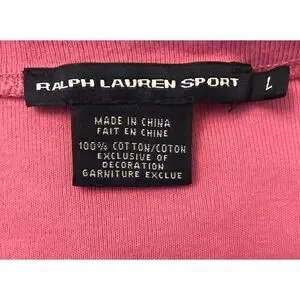 RALPH LAUREN SPORT L
MADE IN CHINA
FAIT EN CHINE
100% COTTON/COTON
EXCLUSIVE OF
DECORATION
GARNITURE EXCLUE